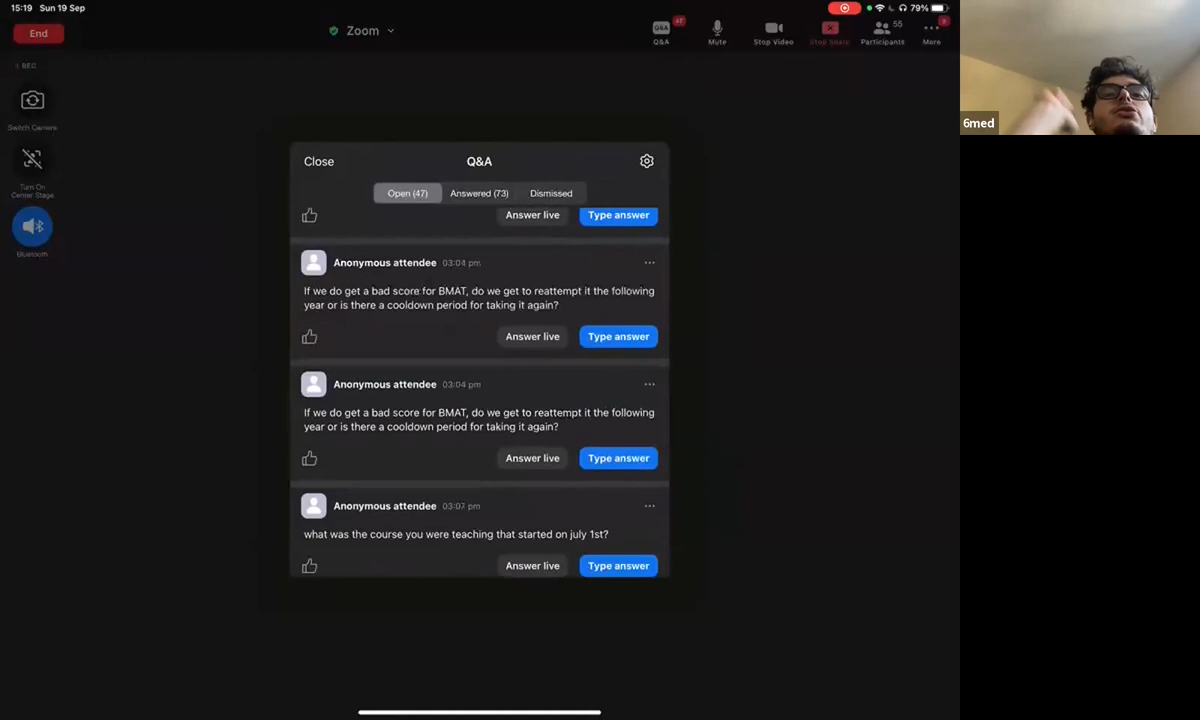 15:19 Sun 19 Sep
79%
End
Zoom
47
Q&A
Q&A
Mute
Stop Video
Stop Share
55
Participants
More
REC
Switch Camera
Turn On
Center Stage
Bluetooth
6med
Close
Q&A
Open (47)
Answered (73)
Dismissed
Answer live
Type answer
Anonymous attendee 03:04 pm
If we do get a bad score for BMAT, do we get to reattempt it the following
year or is there a cooldown period for taking it again?
Answer live
Type answer
Anonymous attendee 03:04 pm
If we do get a bad score for BMAT, do we get to reattempt it the following
year or is there a cooldown period for taking it again?
Answer live
Type answer
Anonymous attendee 03:07 pm
what was the course you were teaching that started on july 1st?
Answer live
Type answer